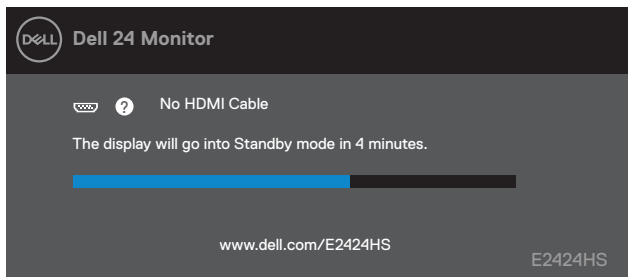 DELL Dell 24 Monitor
? No HDMI Cable
The display will go into Standby mode in 4 minutes.
www.dell.com/E2424HS
E2424HS